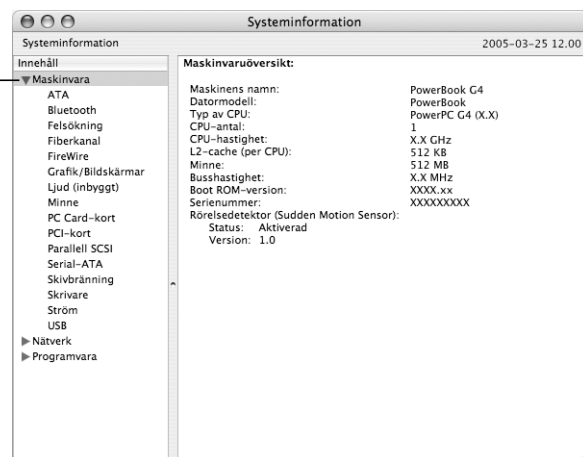 Systeminformation
Systeminformation 2005-03-25 12.00
Innehåll
Maskinvara
ATA
Bluetooth
Felsökning
Fiberkanal
FireWire
Grafik/Bildskärmar
Ljud (inbyggt)
Minne
PC Card-kort
PCI-kort
Parallell SCSI
Serial-ATA
Skivbränning
Skrivare
Ström
USB
Nätverk
Programvara
Maskinvaruöversikt:
Maskinens namn: PowerBook G4
Datormodell: PowerBook
Typ av CPU: PowerPC G4 (X.X)
CPU-antal: 1
CPU-hastighet: X.X GHz
L2-cache (per CPU): 512 KB
Minne: 512 MB
Busshastighet: X.X MHz
Boot ROM-version: XXXX.xx
Serienummer: XXXXXXXXX
Rörelsedetektor (Sudden Motion Sensor):
Status: Aktiverad
Version: 1.0